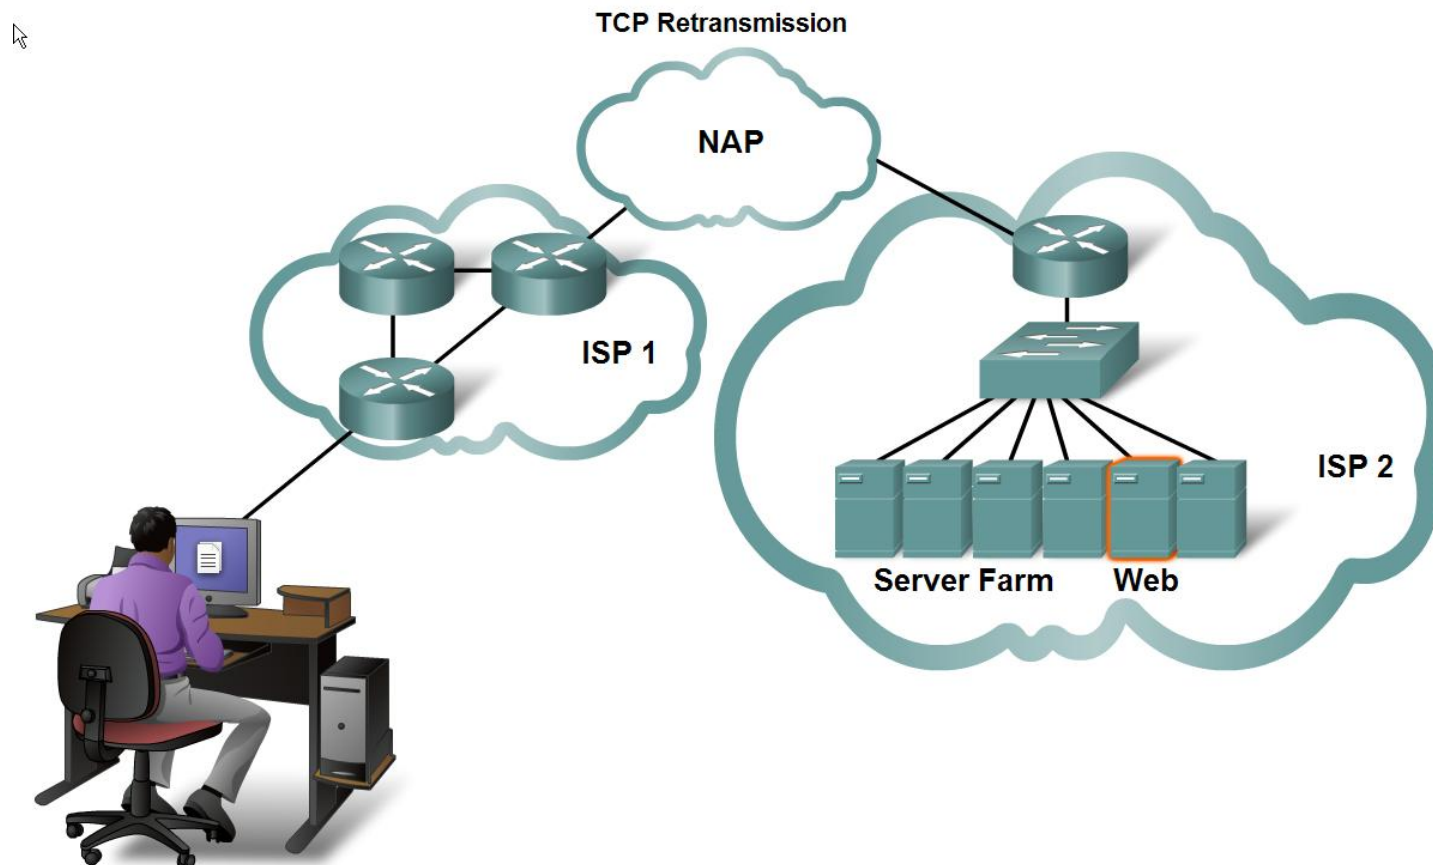 TCP Retransmission
NAP
ISP 1
ISP 2
Server Farm
Web